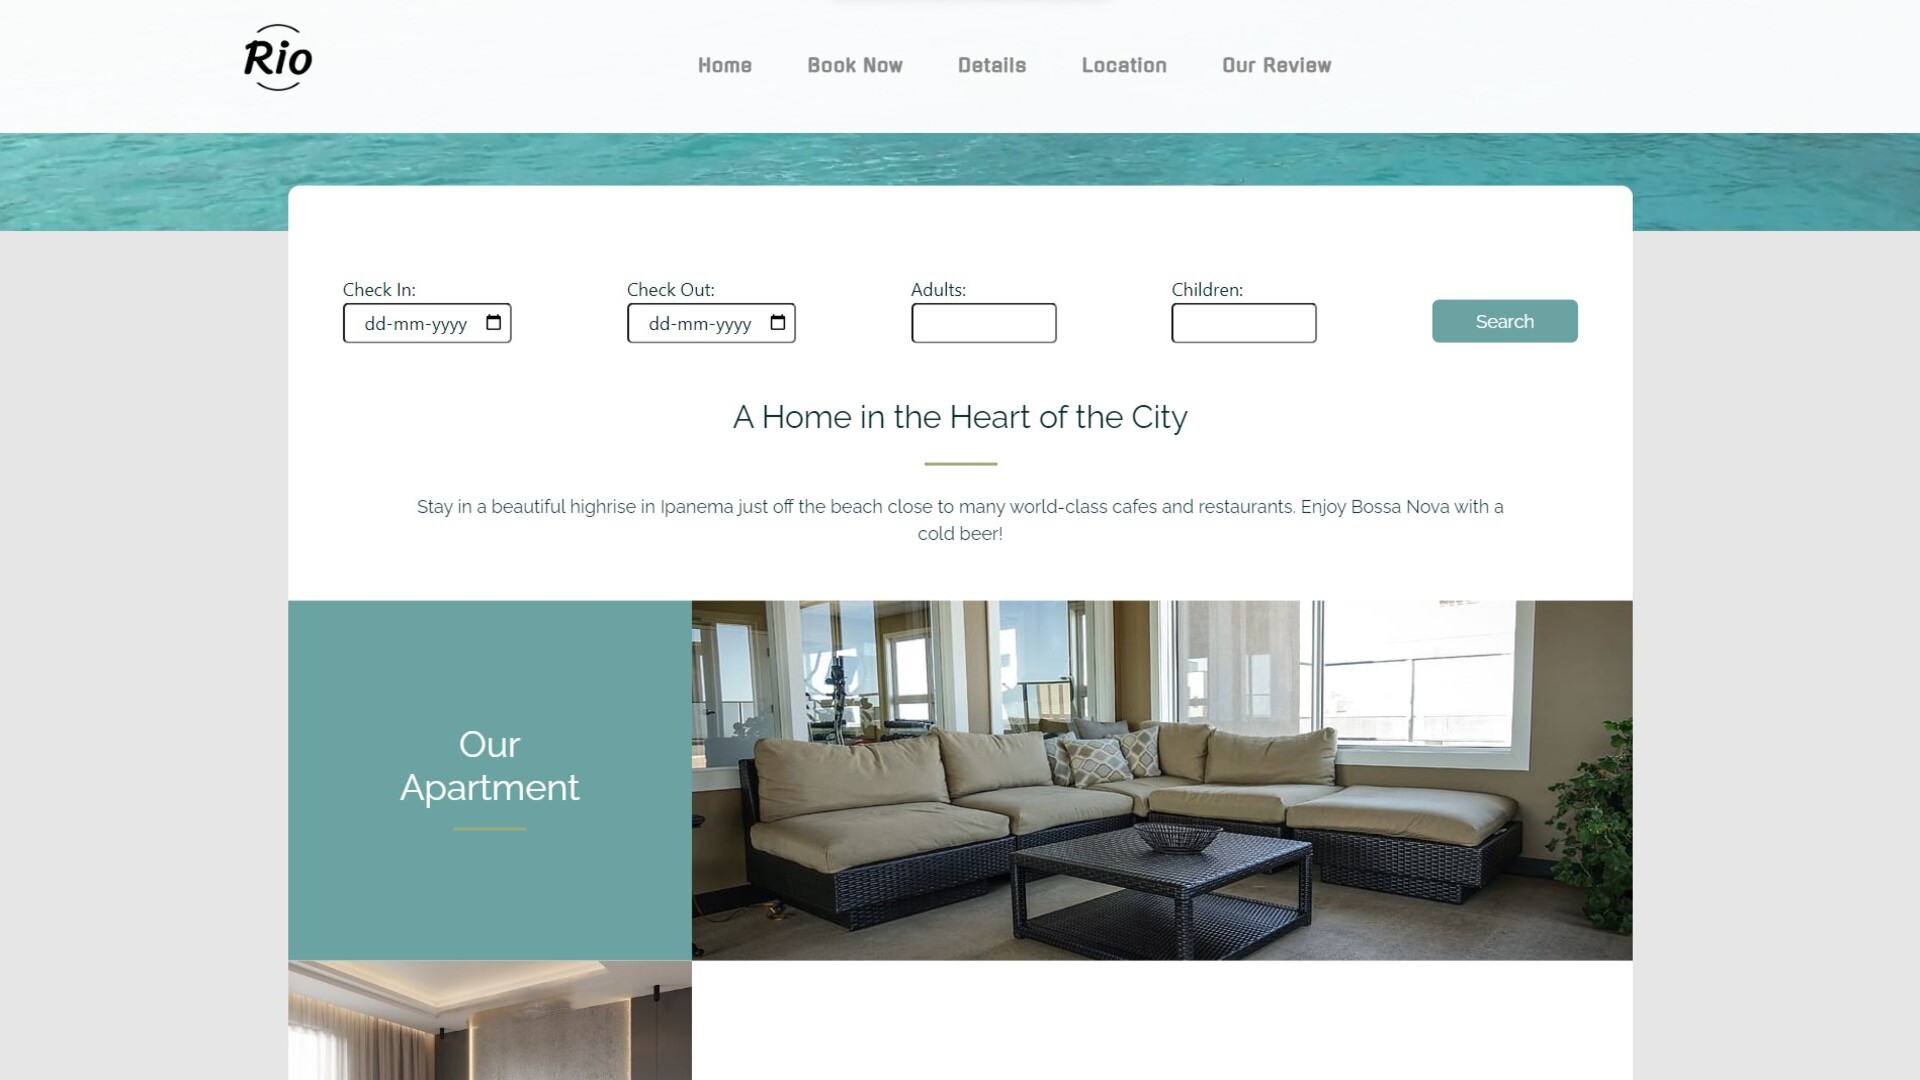 Rio
Home
Book Now
Details
Location
Our Review
Check In:
Check Out:
Adults:
Children:
dd-mm-yyyy
dd-mm-yyyy
Search
A Home in the Heart of the City
Stay in a beautiful highrise in Ipanema just off the beach close to many world-class cafes and restaurants. Enjoy Bossa Nova with a
cold beer!
Our
Apartment